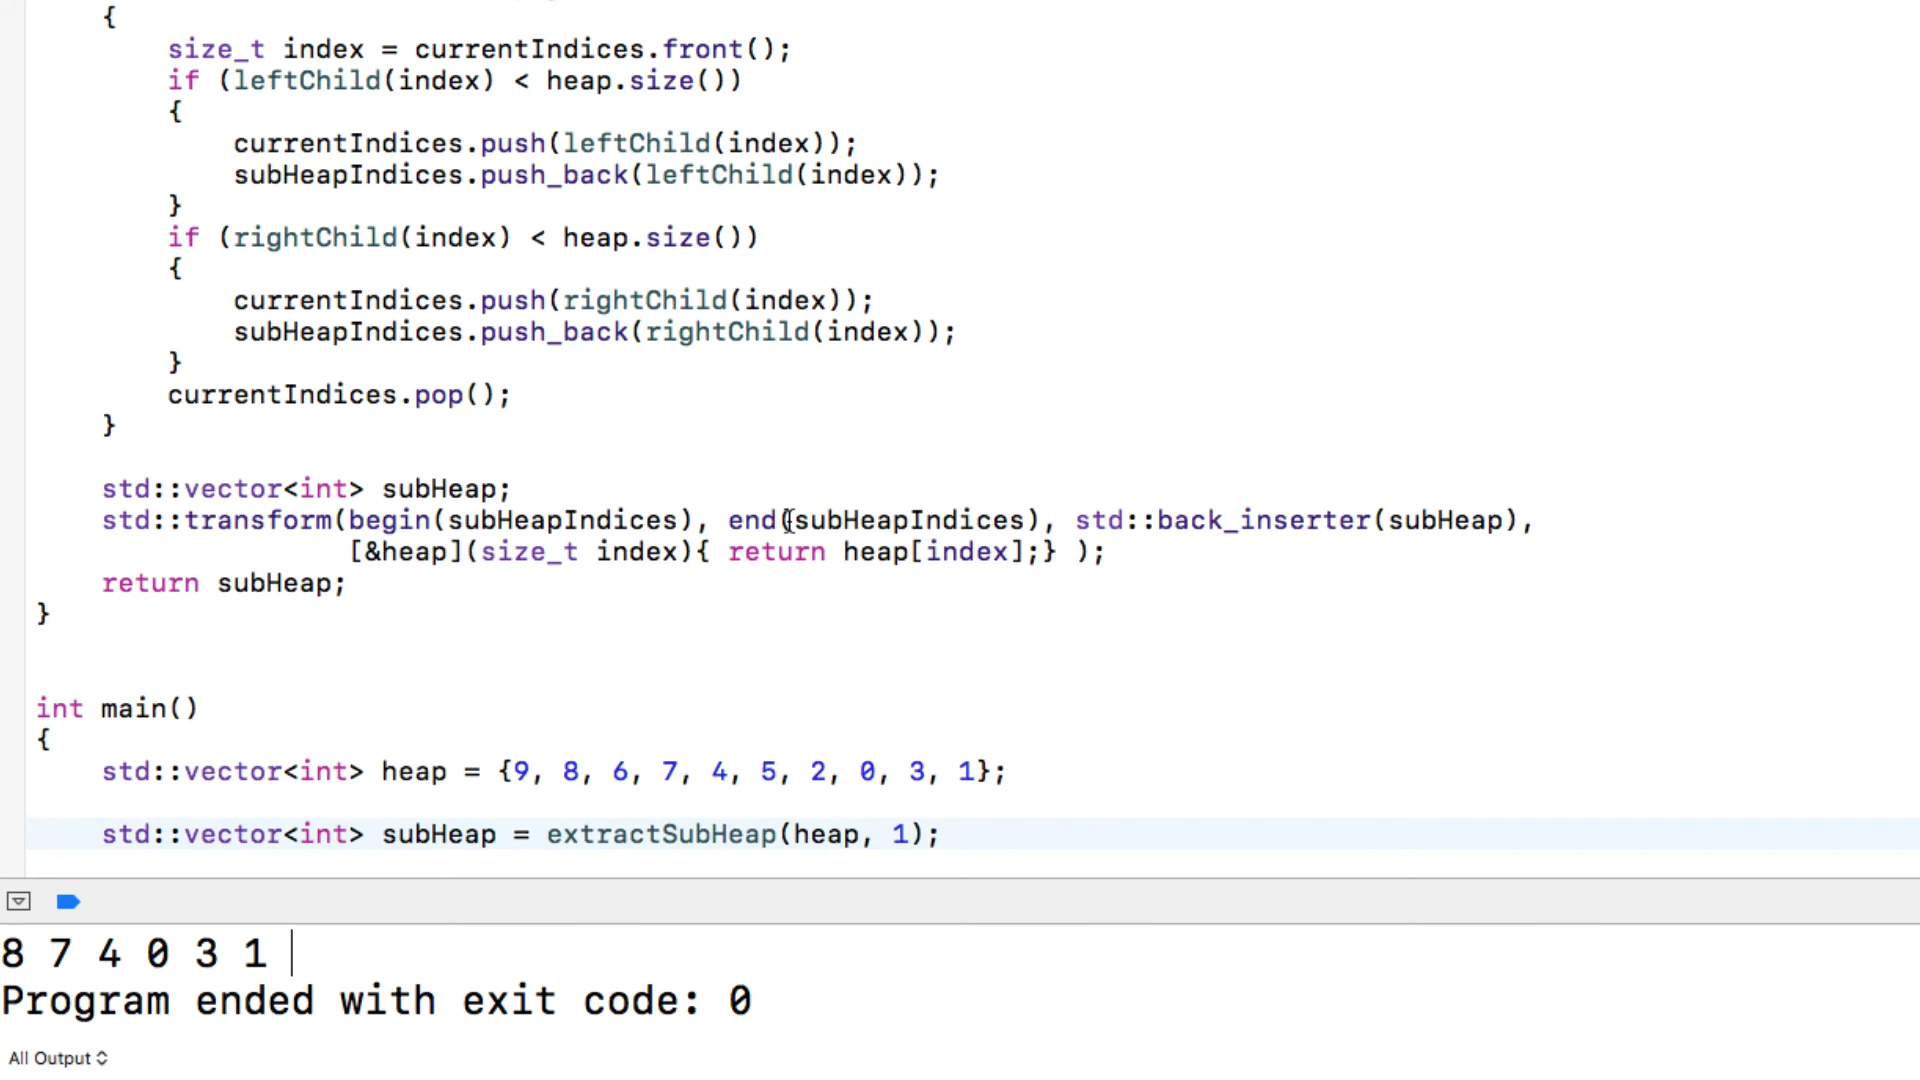 {
size_t index = currentIndices.front();
if (leftChild(index) < heap.size())
{
currentIndices.push(leftChild(index));
subHeapIndices.push_back(leftChild(index));
}
if (rightChild(index) < heap.size())
{
currentIndices.push(rightChild(index));
subHeapIndices.push_back(rightChild(index));
}
currentIndices.pop();
}
std::vector<int> subHeap;
std::transform(begin(subHeapIndices), end(subHeapIndices), std::back_inserter(subHeap),
[&heap](size_t index){ return heap[index];} );
return subHeap;
}
int main()
{
std::vector<int> heap = {9, 8, 6, 7, 4, 5, 2, 0, 3, 1};
std::vector<int> subHeap = extractSubHeap(heap, 1);
8 7 4 0 3 1
Program ended with exit code: 0
All Output